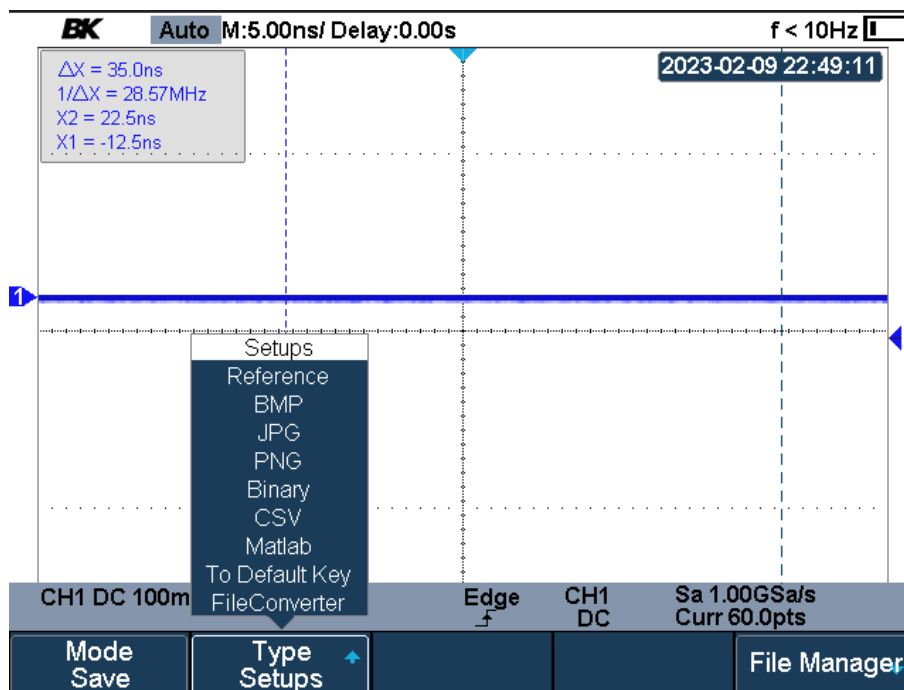 BK Auto M:5.00ns/ Delay:0.00s f < 10Hz
2023-02-09 22:49:11
△X = 35.0ns
1/△X = 28.57MHz
X2 = 22.5ns
X1 = -12.5ns
1
Setups
Reference
BMP
JPG
PNG
Binary
CSV
Matlab
To Default Key
FileConverter
CH1 DC 100m Edge CH1 Sa 1.00GSa/s
DC Curr 60.0pts
Mode Type File Manager
Save Setups